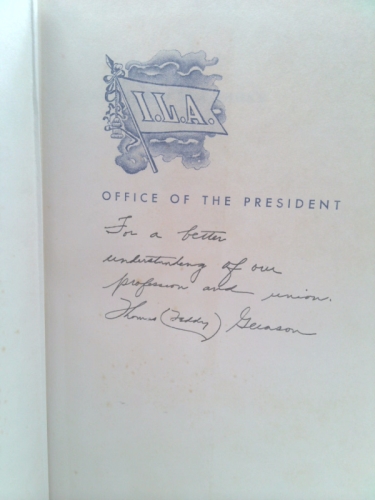 I.L.A.
OFFICE OF THE PRESIDENT
For a better
understanding of our
profession and union.
Thomas (Teddy) Gleason